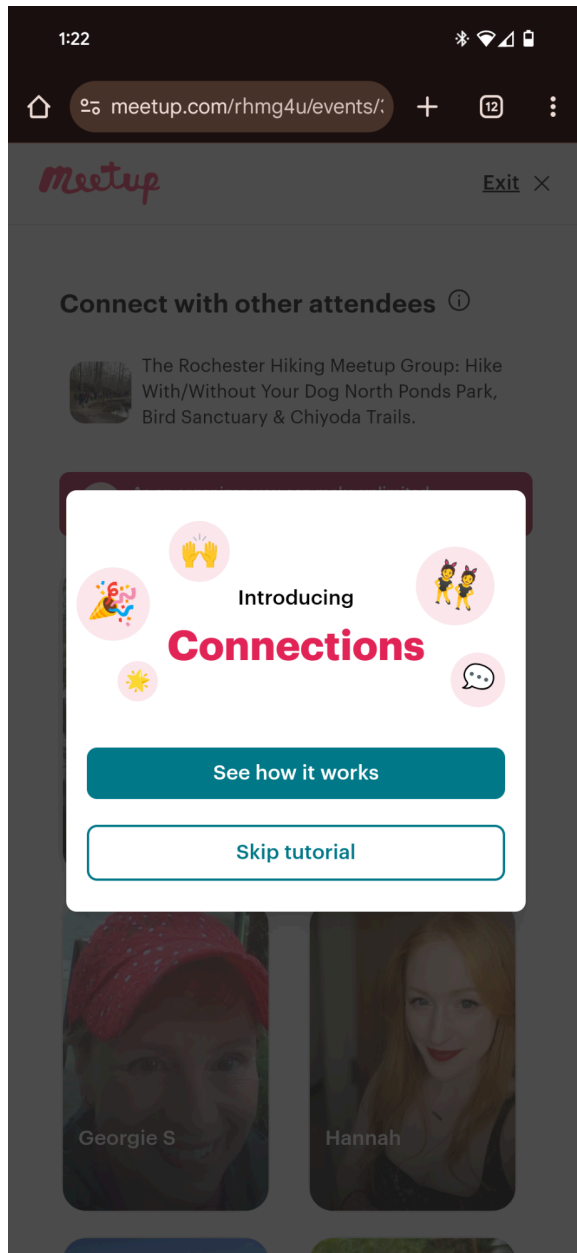 1:22
meetup.com/rhmg4u/events/
12
meetup
Exit
Connect with other attendees
The Rochester Hiking Meetup Group: Hike
With/Without Your Dog North Ponds Park,
Bird Sanctuary & Chiyoda Trails.
Introducing
Connections
See how it works
Skip tutorial
Georgie S
Hannah